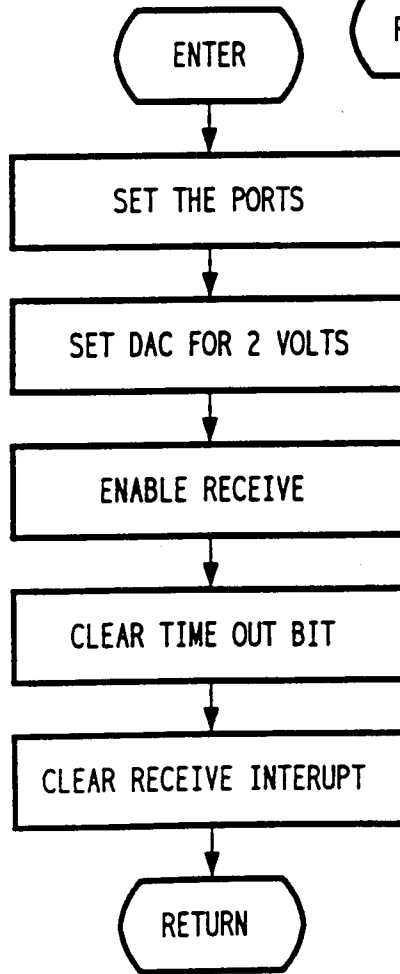 ENTER
SET THE PORTS
SET DAC FOR 2 VOLTS
ENABLE RECEIVE
CLEAR TIME OUT BIT
CLEAR RECEIVE INTERUPT
RETURN